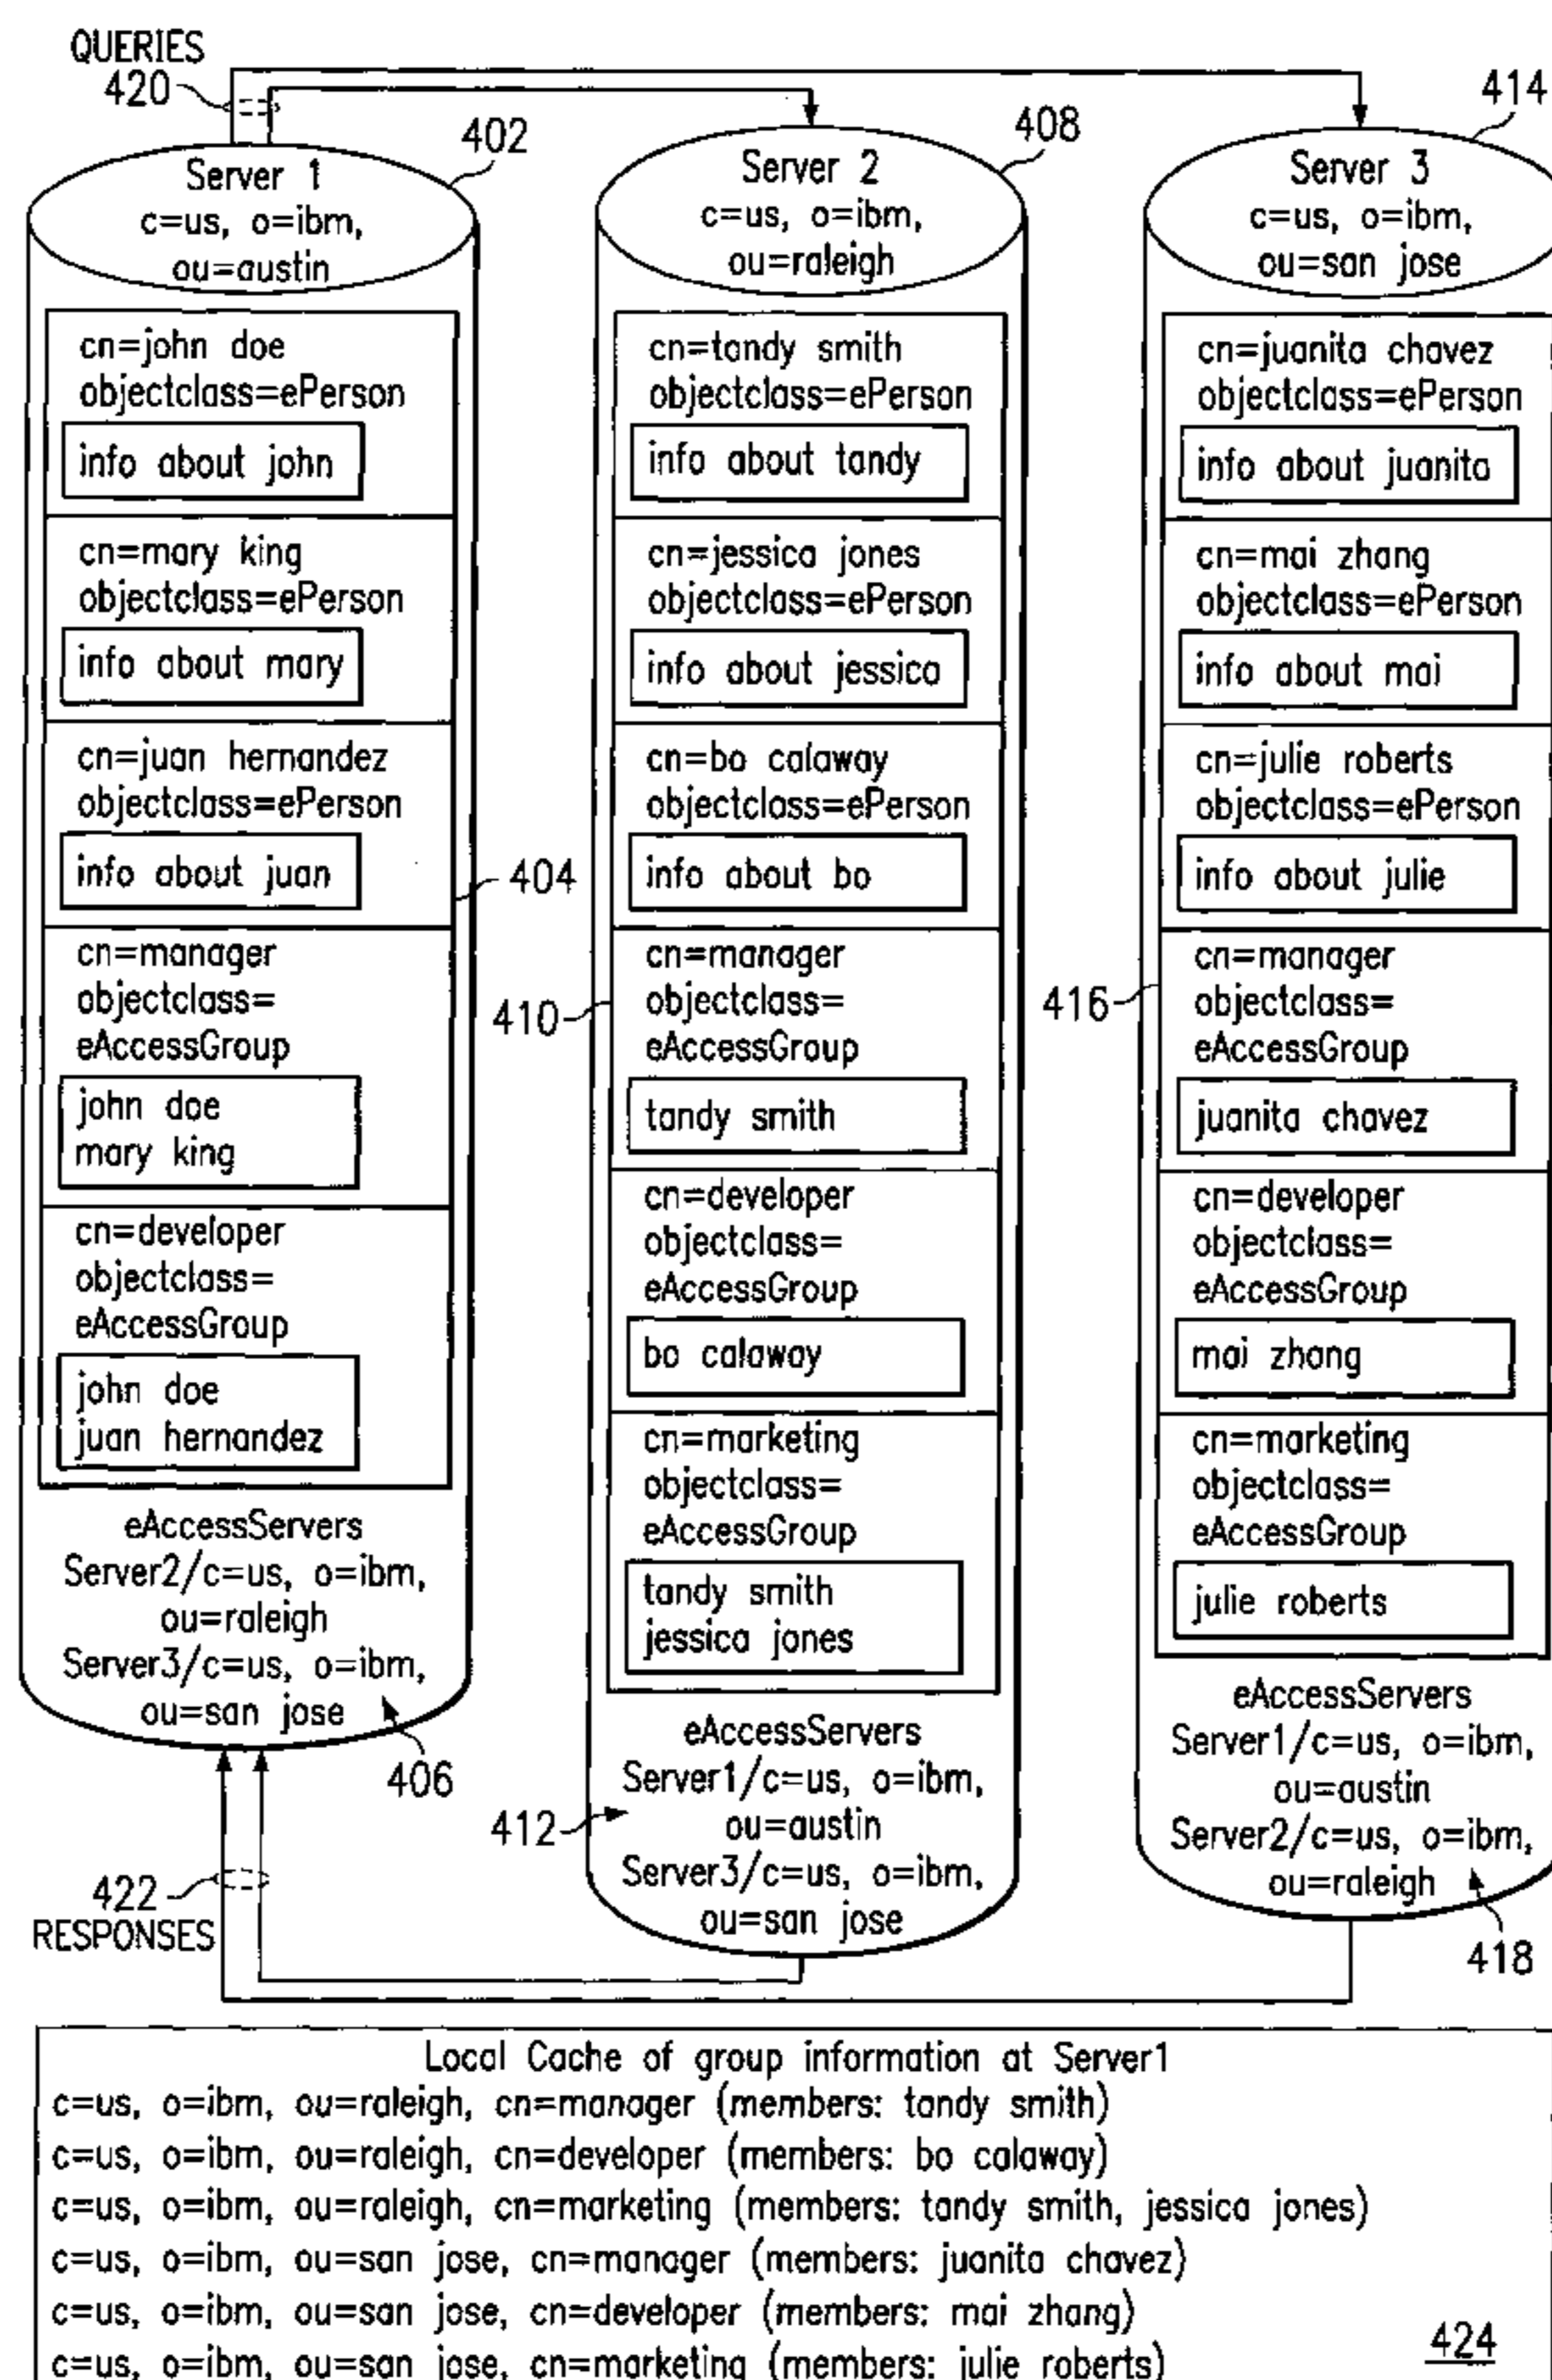 QUERIES
420
402
408
414
Server 1
c=us, o=ibm,
ou=austin
cn=john doe
objectclass=ePerson
info about john
cn=mary king
objectclass=ePerson
info about mary
cn=juan hernandez
objectclass=ePerson
info about juan
404
cn=manager
objectclass=
eAccessGroup
john doe
mary king
cn=developer
objectclass=
eAccessGroup
john doe
juan hernandez
eAccessServers
Server2/c=us, o=ibm,
ou=raleigh
Server3/c=us, o=ibm,
ou=san jose
406
Server 2
c=us, o=ibm,
ou=raleigh
cn=tandy smith
objectclass=ePerson
info about tandy
cn=jessica jones
objectclass=ePerson
info about jessica
cn=bo calaway
objectclass=ePerson
info about bo
410
cn=manager
objectclass=
eAccessGroup
tandy smith
cn=developer
objectclass=
eAccessGroup
bo calaway
cn=marketing
objectclass=
eAccessGroup
tandy smith
jessica jones
eAccessServers
Server1/c=us, o=ibm,
ou=austin
Server3/c=us, o=ibm,
ou=san jose
412
Server 3
c=us, o=ibm,
ou=san jose
cn=juanita chavez
objectclass=ePerson
info about juanita
cn=mai zhang
objectclass=ePerson
info about mai
cn=julie roberts
objectclass=ePerson
info about julie
416
cn=manager
objectclass=
eAccessGroup
juanita chavez
cn=developer
objectclass=
eAccessGroup
mai zhang
cn=marketing
objectclass=
eAccessGroup
julie roberts
eAccessServers
Server1/c=us, o=ibm,
ou=austin
Server2/c=us, o=ibm,
ou=raleigh
418
422
RESPONSES
Local Cache of group information at Server1
c=us, o=ibm, ou=raleigh, cn=manager (members: tandy smith)
c=us, o=ibm, ou=raleigh, cn=developer (members: bo calaway)
c=us, o=ibm, ou=raleigh, cn=marketing (members: tandy smith, jessica jones)
c=us, o=ibm, ou=san jose, cn=manager (members: juanita chavez)
c=us, o=ibm, ou=san jose, cn=developer (members: mai zhang)
c=us, o=ibm, ou=san jose, cn=marketing (members: julie roberts)
424